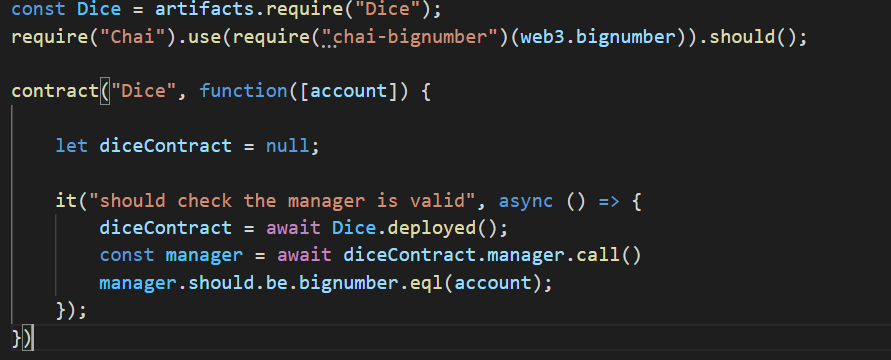 const Dice = artifacts.require("Dice");
require("Chai").use(require("chai-bignumber")(web3.bignumber)).should();
contract("Dice", function([account]) {
let diceContract = null;
it("should check the manager is valid", async () => {
diceContract = await Dice.deployed();
const manager = await diceContract.manager.call()
manager.should.be.bignumber.eql(account);
});
})